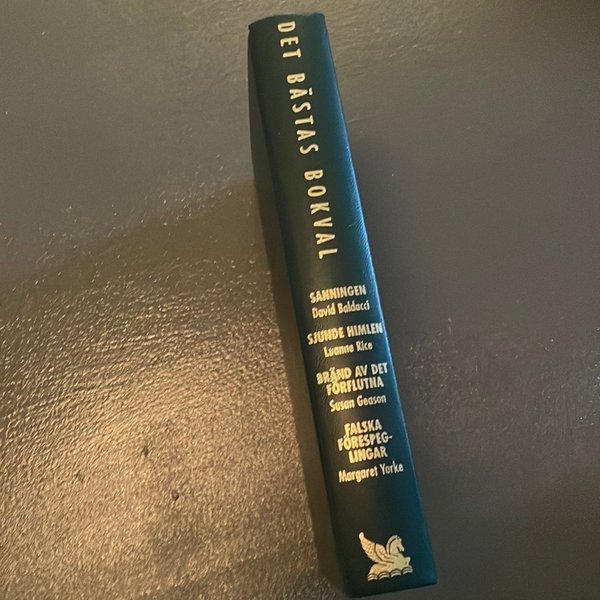 DET BÄSTAS BOKVAL
SANNINGEN
David Baldacci
SJUNDE HIMLEN
Luanne Rice
BRÄND AV DET
FÖRFLUTNA
Susan Geason
FALSKA
FÖRESPEG-
LINGAR
Margaret Yorke